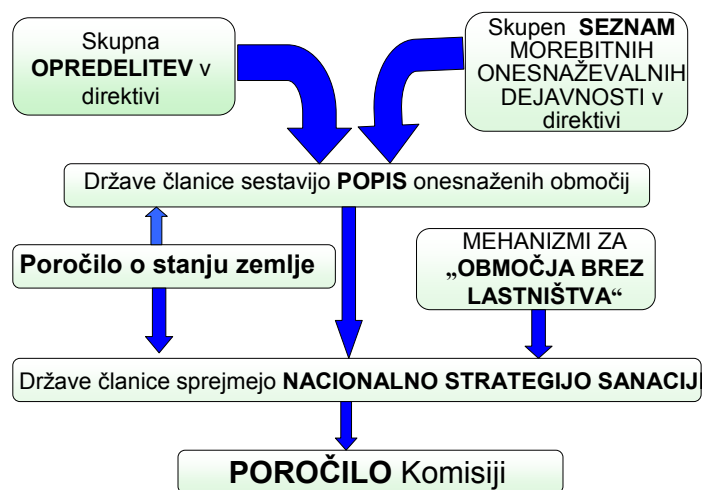 Skupna
OPREDELITEV v
direktivi
Skupen SEZNAM
MOREBITNIH
ONESNAŽEVALNIH
DEJAVNOSTI v
direktivi
Države članice sestavijo POPIS onesnaženih območij
Poročilo o stanju zemlje
MEHANIZMI ZA
„OBMOČJA BREZ
LASTNIŠTVA“
Države članice sprejmejo NACIONALNO STRATEGIJO SANACIJ
POROČILO Komisiji